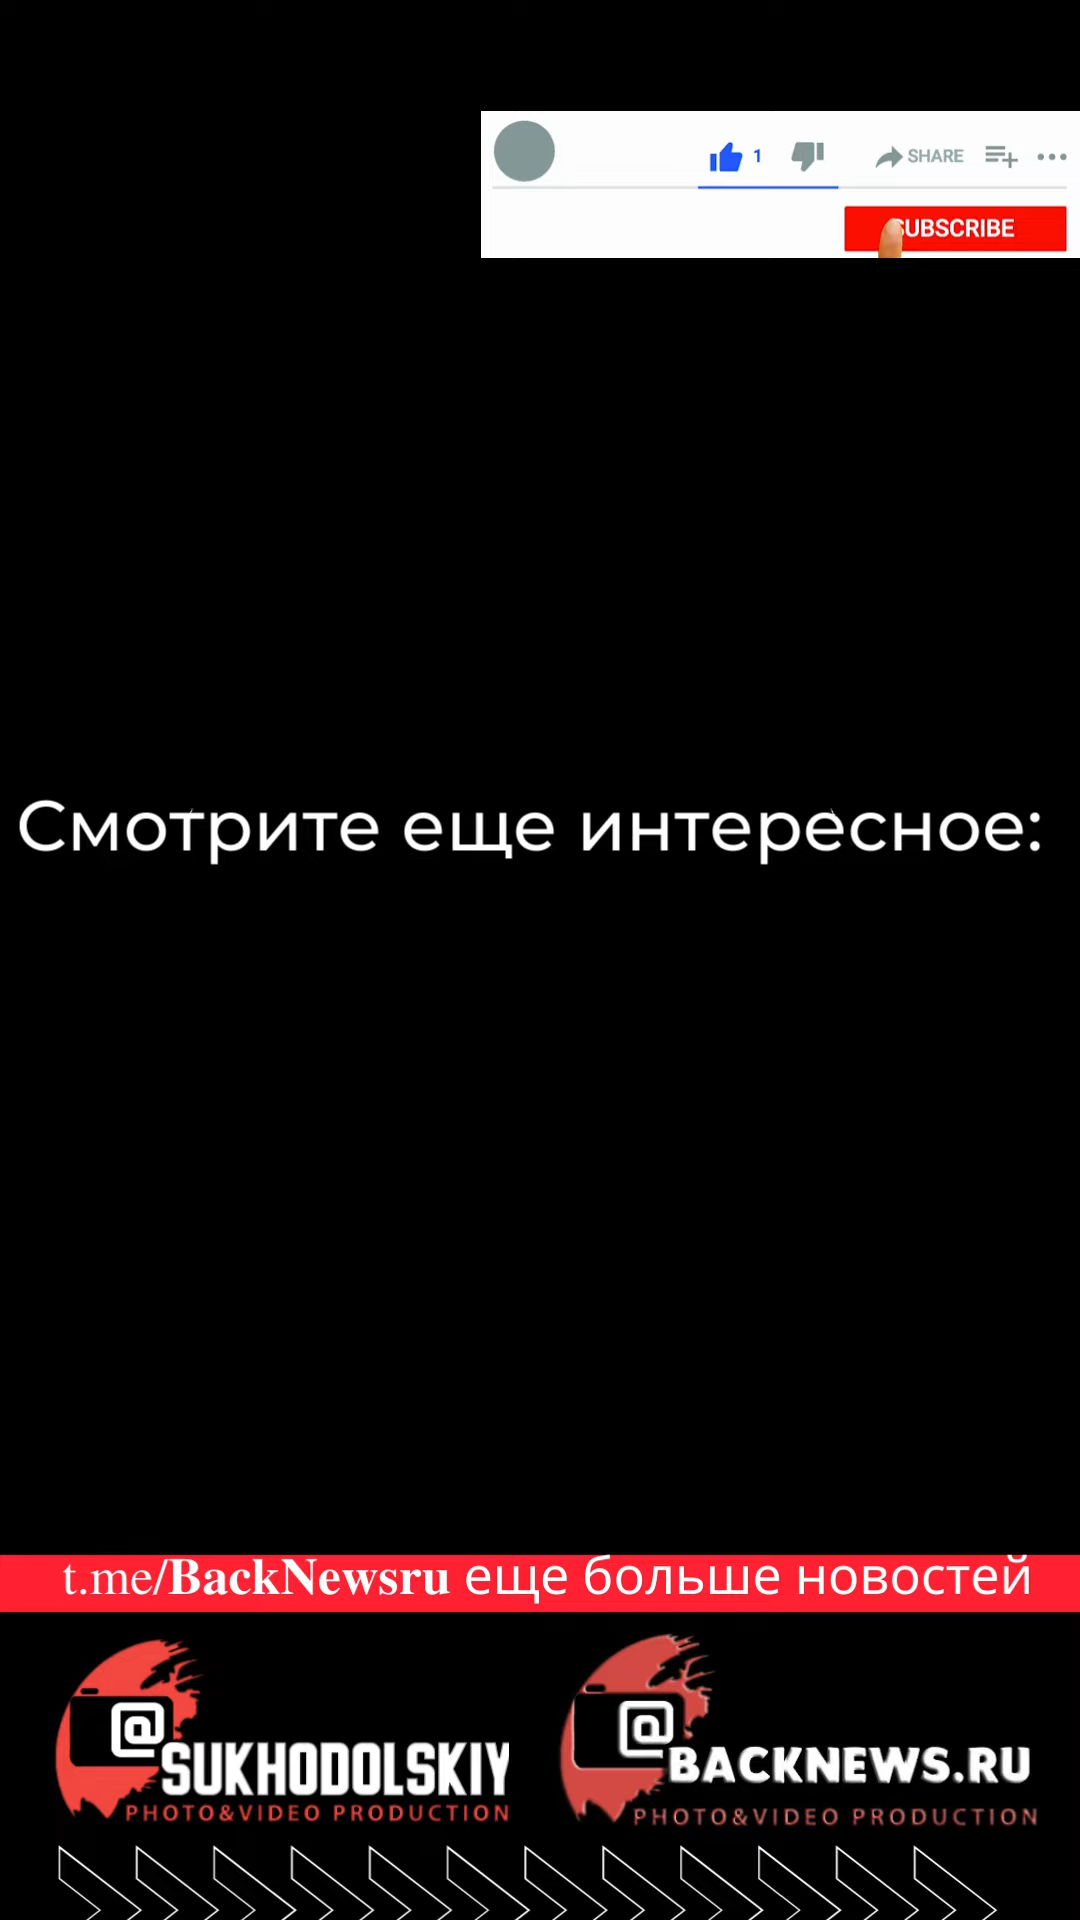 1 SHARE
SUBSCRIBE
Смотрите еще интересное:
t.me/BackNewsru еще больше новостей
@SUKHODOLSKIY
PHOTO&VIDEO PRODUCTION
@BACKNEWS.RU
PHOTO&VIDEO PRODUCTION